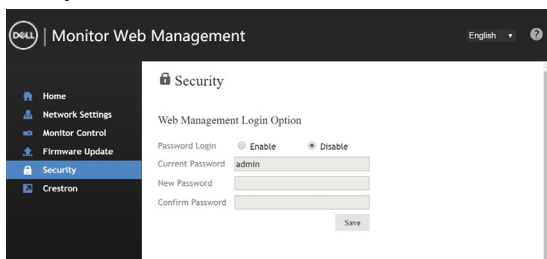 DELL | Monitor Web Management
English
?
Home
Network Settings
Monitor Control
Firmware Update
Security
Crestron
Security
Web Management Login Option
Password Login Enable Disable
Current Password admin
New Password
Confirm Password
Save